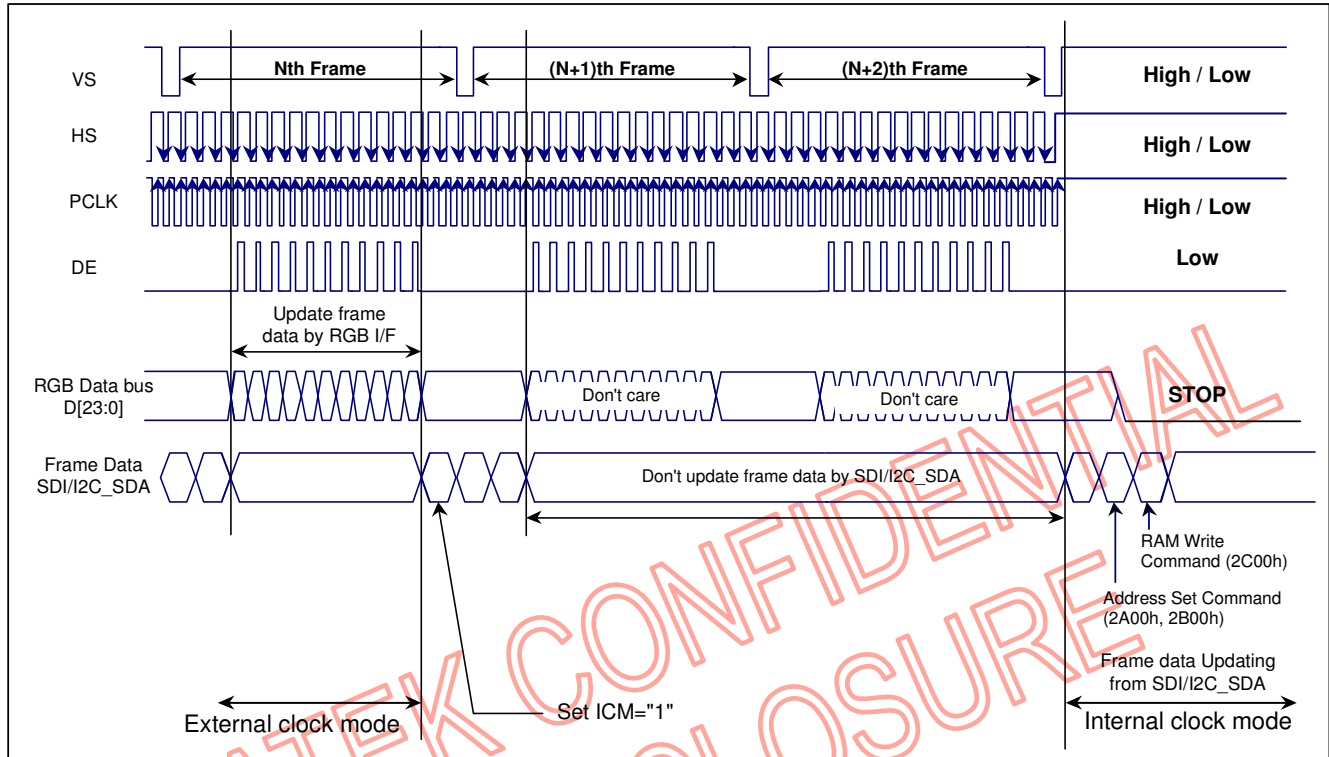 Nth Frame
(N+1)th Frame
(N+2)th Frame
VS
High / Low
HS
High / Low
PCLK
High / Low
DE
Low
Update frame
data by RGB I/F
RGB Data bus
D[23:0]
Don't care
Don't care
STOP
Frame Data
SDI/I2C_SDA
Don't update frame data by SDI/I2C_SDA
RAM Write
Command (2C00h)
Address Set Command
(2A00h, 2B00h)
Frame data Updating
from SDI/I2C_SDA
External clock mode
Set ICM="1"
Internal clock mode
CONFIDENTIAL